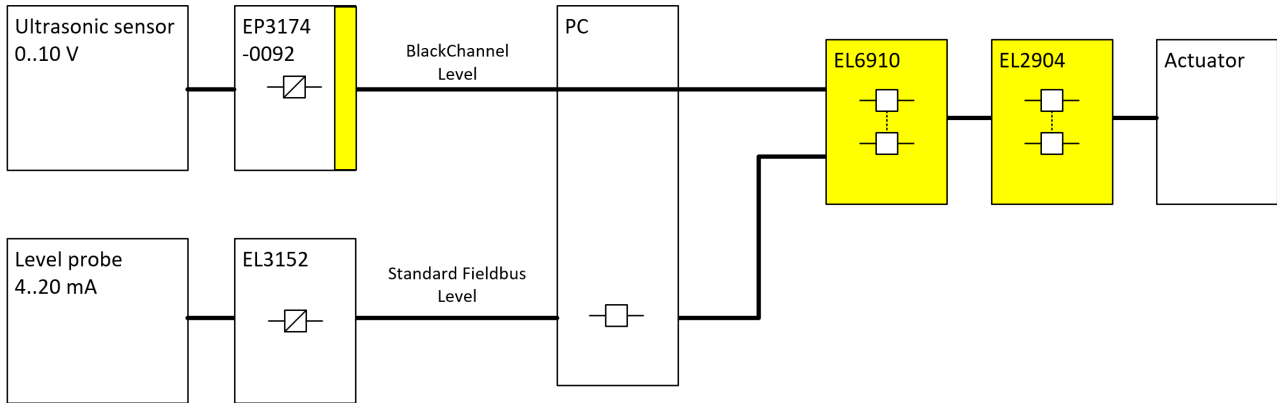 Ultrasonic sensor
0..10 V
EP3174
-0092
BlackChannel
Level
PC
EL6910
EL2904
Actuator
Level probe
4..20 mA
EL3152
Standard Fieldbus
Level